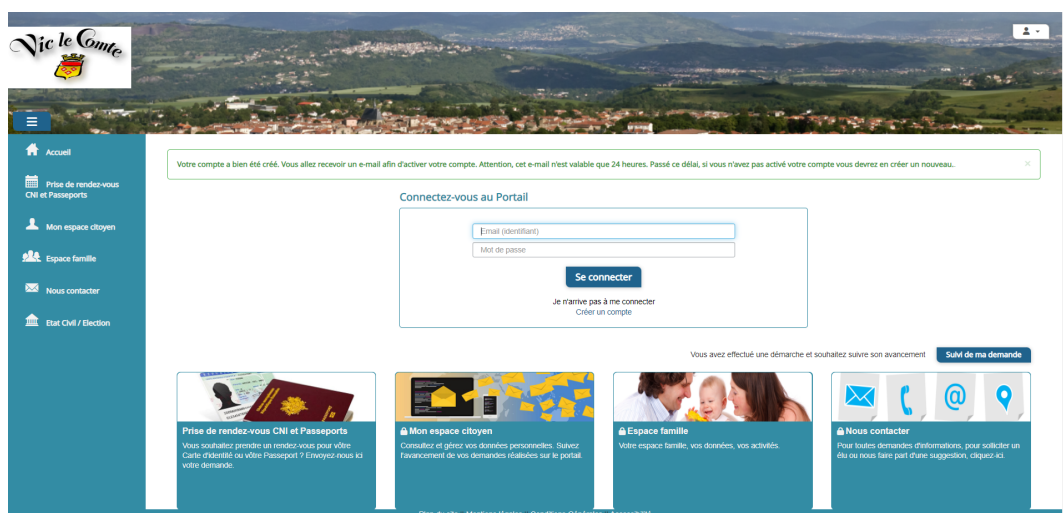 Vic le Comte
Accueil
Prise de rendez-vous
CNI et Passeports
Mon espace citoyen
Espace famille
Nous contacter
Etat Civil / Election
Votre compte a bien été créé. Vous allez recevoir un e-mail afin d'activer votre compte. Attention, cet e-mail n'est valable que 24 heures. Passé ce délai, si vous n'avez pas activé votre compte vous devrez en créer un nouveau.
Connectez-vous au Portail
Email (identifiant)
Mot de passe
Se connecter
Je n'arrive pas à me connecter
Créer un compte
Vous avez effectué une démarche et souhaitez suivre son avancement
Suivi de ma demande
Prise de rendez-vous CNI et Passeports
Vous souhaitez prendre un rendez-vous pour vôtre
Carte d'identité ou vôtre Passeport ? Envoyez-nous ici
votre demande.
Mon espace citoyen
Consultez et gérez vos données personnelles. Suivez
l'avancement de vos demandes réalisées sur le portail.
Espace famille
Votre espace famille, vos données, vos activités.
Nous contacter
Pour toutes demandes d'informations, pour solliciter un
élu ou nous faire part d'une suggestion, cliquez-ici.